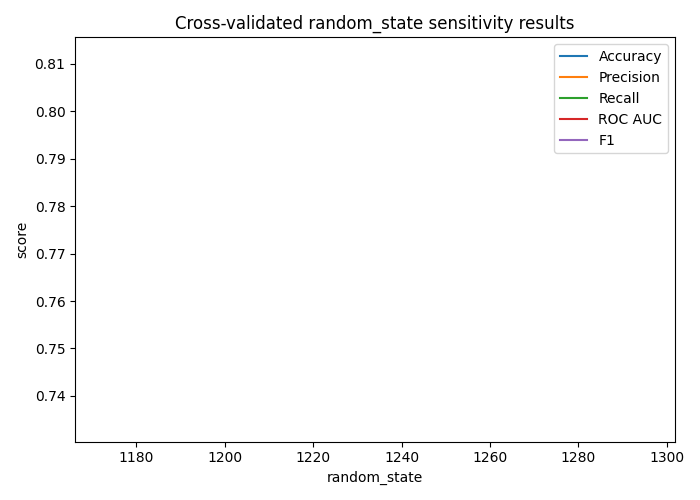 Cross-validated random_state sensitivity results
Accuracy
Precision
Recall
ROC AUC
F1
0.81
0.80
0.79
0.78
0.77
0.76
0.75
0.74
score
1180 1200 1220 1240 1260 1280 1300
random_state